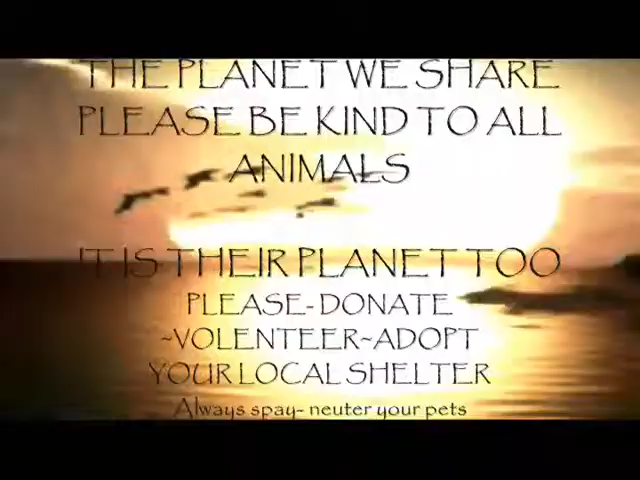 THE PLANET WE SHARE
PLEASE BE KIND TO ALL
ANIMALS
IT IS THEIR PLANET TOO
PLEASE-DONATE
~VOLENTEER~ADOPT
YOUR LOCAL SHELTER
Always spay- neuter your pets